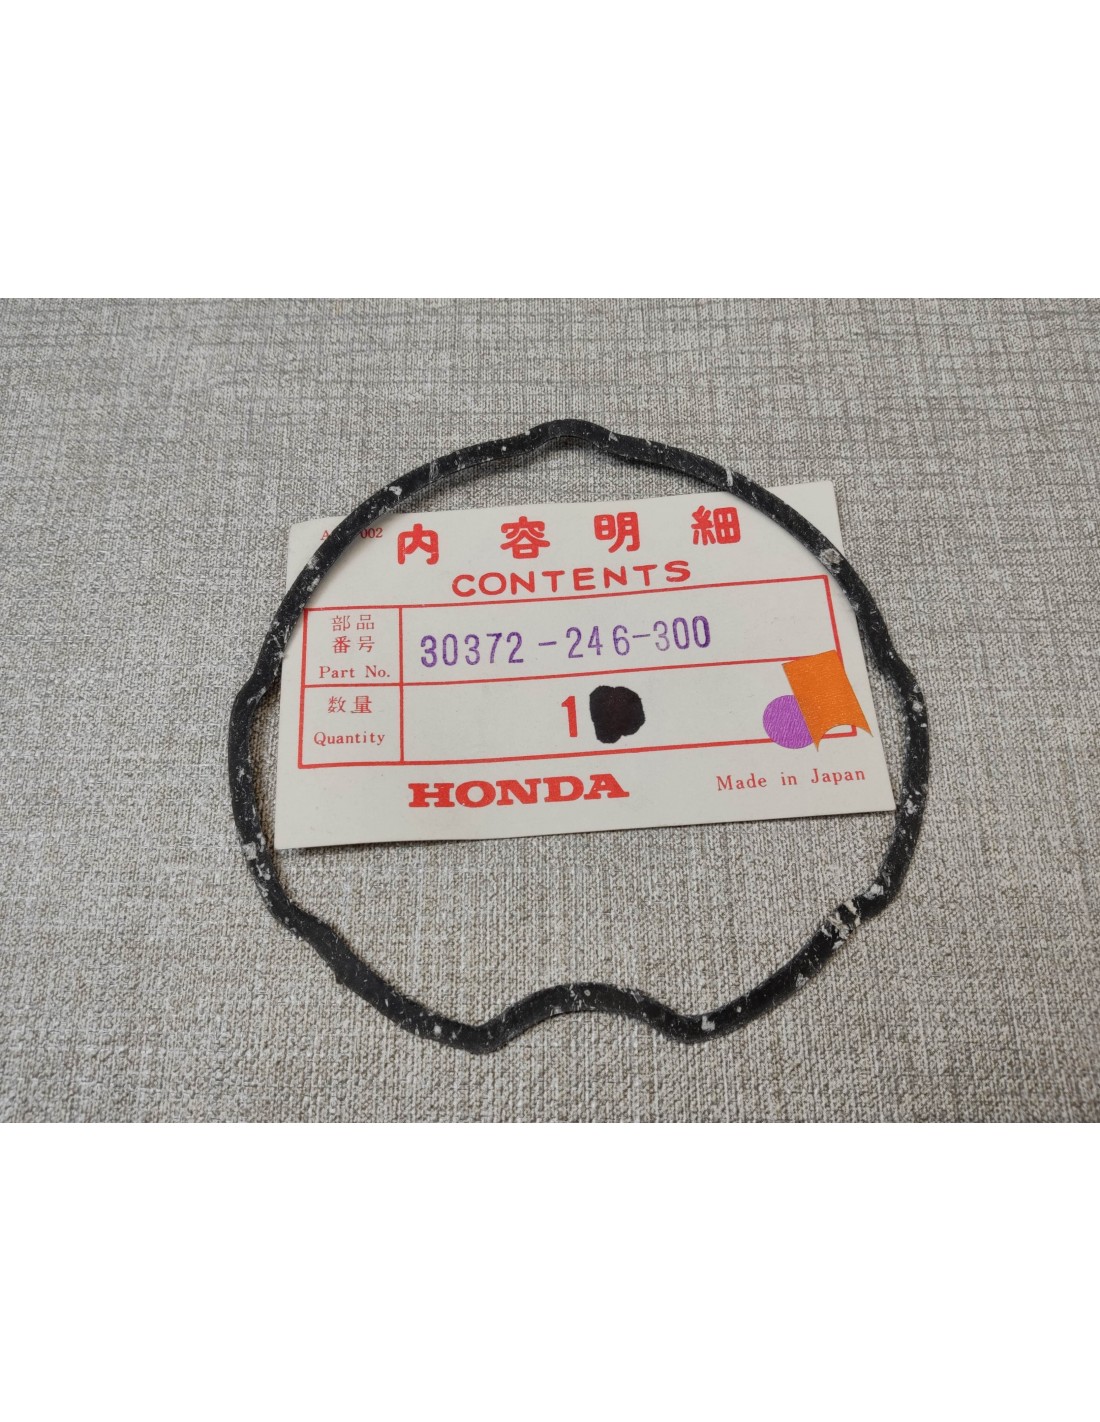 002
内容明細
CONTENTS
部品
番号
Part No.
30372-246-300
数量
Quantity
1
HONDA
Made in Japan